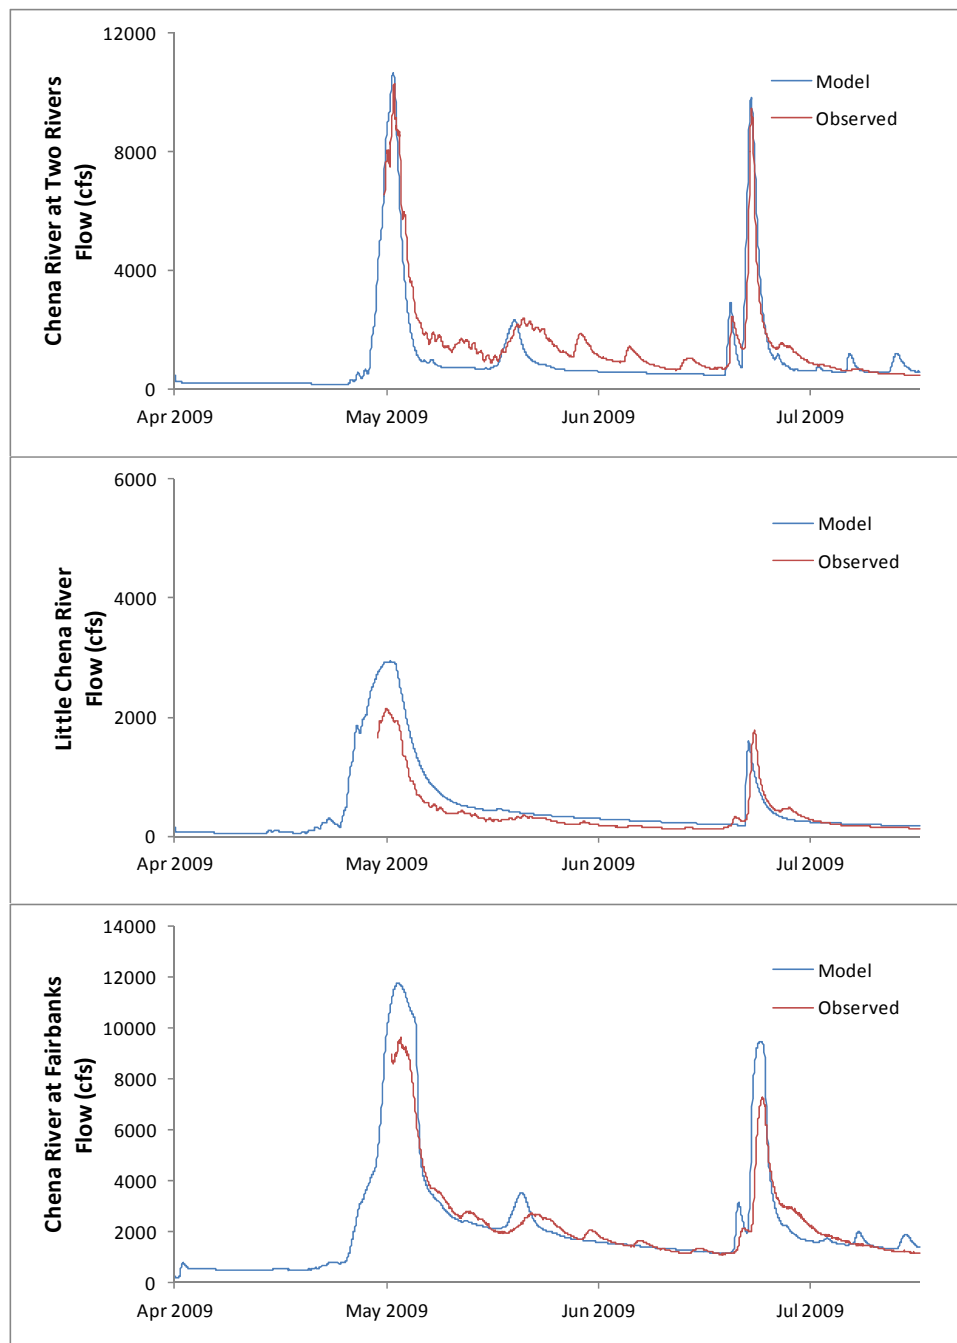 Chena River at Two Rivers
Flow (cfs)
12000
8000
4000
0
Model
Observed
Apr 2009
May 2009
Jun 2009
Jul 2009
Little Chena River
Flow (cfs)
6000
4000
2000
0
Model
Observed
Apr 2009
May 2009
Jun 2009
Jul 2009
Chena River at Fairbanks
Flow (cfs)
14000
12000
10000
8000
6000
4000
2000
0
Model
Observed
Apr 2009
May 2009
Jun 2009
Jul 2009